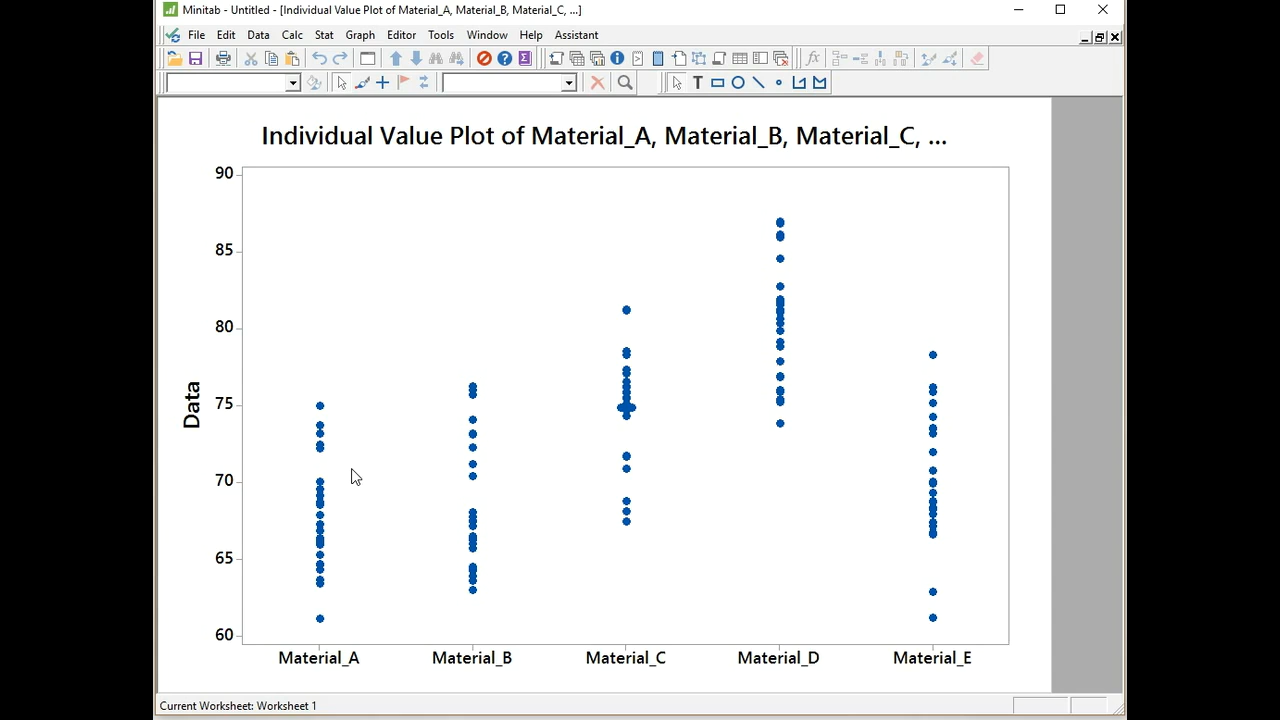 Minitab - Untitled - [Individual Value Plot of Material_A, Material_B, Material_C, ...]
File Edit Data Calc Stat Graph Editor Tools Window Help Assistant
Individual Value Plot of Material_A, Material_B, Material_C, ...
90
85
80
75
70
65
60
Data
Material_A Material_B Material_C Material_D Material_E
Current Worksheet: Worksheet 1